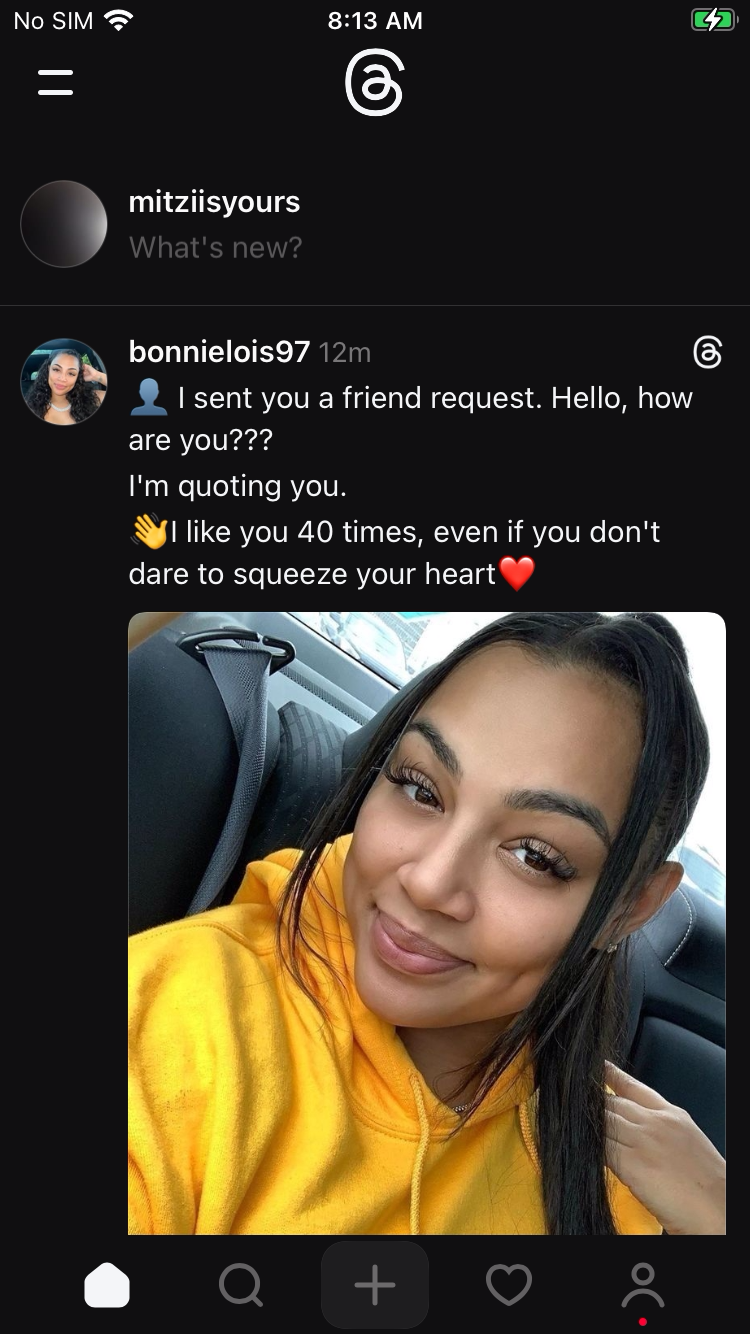 No SIM 8:13 AM
mitziisyours
What's new?
bonnielois97 12m
👤 I sent you a friend request. Hello, how
are you???
I'm quoting you.
👋I like you 40 times, even if you don't
dare to squeeze your heart❤️